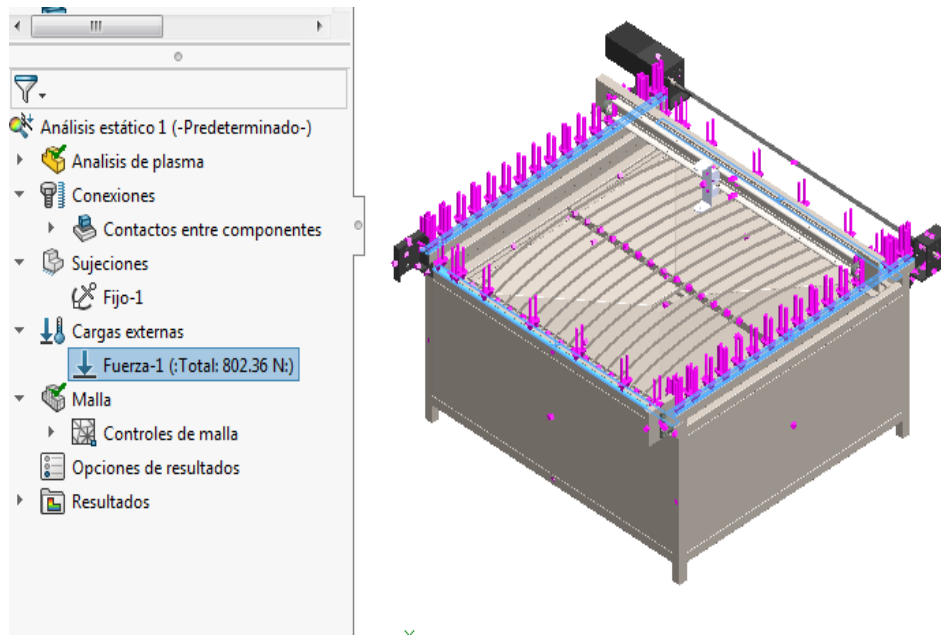 Análisis estático 1 (-Predeterminado-)
Analisis de plasma
Conexiones
Contactos entre componentes
Sujeciones
Fijo-1
Cargas externas
Fuerza-1 (:Total: 802.36 N:)
Malla
Controles de malla
Opciones de resultados
Resultados